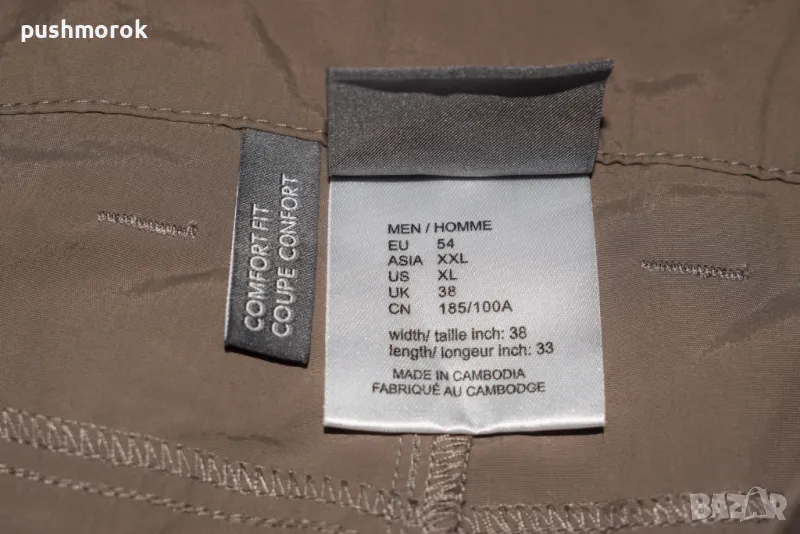 pushmorok
COMFORT FIT
COUPE CONFORT
MEN / HOMME
EU 54
ASIA XXL
US XL
UK 38
CN 185/100A
width/ taille inch: 38
length/ longeur inch: 33
MADE IN CAMBODIA
FABRIQUÉ AU CAMBODGE
BAZAR